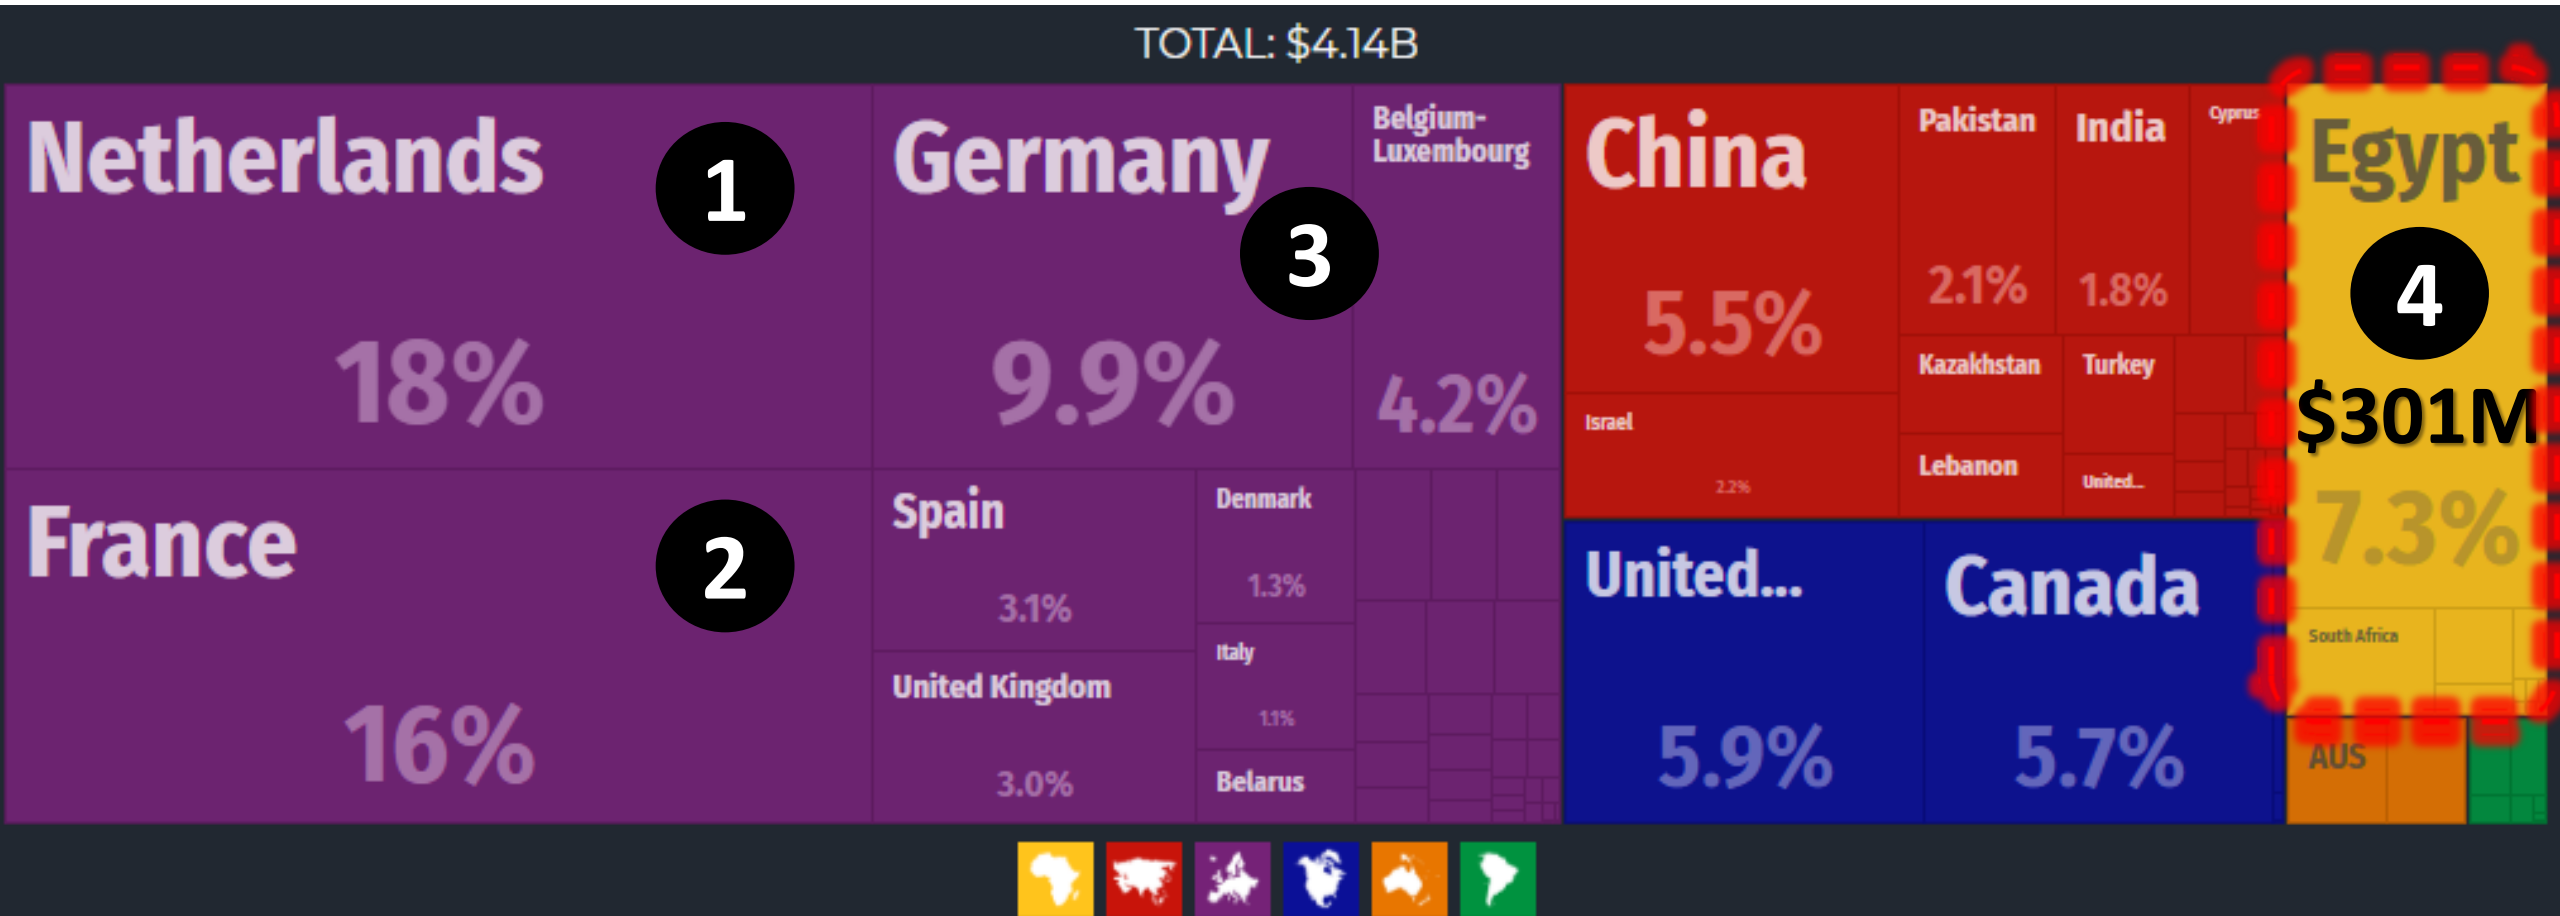 TOTAL: $4.14B
Netherlands
1
18%
France
2
16%
Germany
3
9.9%
Belgium-
Luxembourg
4.2%
Spain
3.1%
United Kingdom
3.0%
Denmark
1.3%
Italy
1.1%
Belarus
China
5.5%
Israel
2.2%
Pakistan
2.1%
India
1.8%
Cyprus
Kazakhstan
Lebanon
Turkey
United...
United...
5.9%
Canada
5.7%
Egypt
4
$301M
7.3%
South Africa
AUS